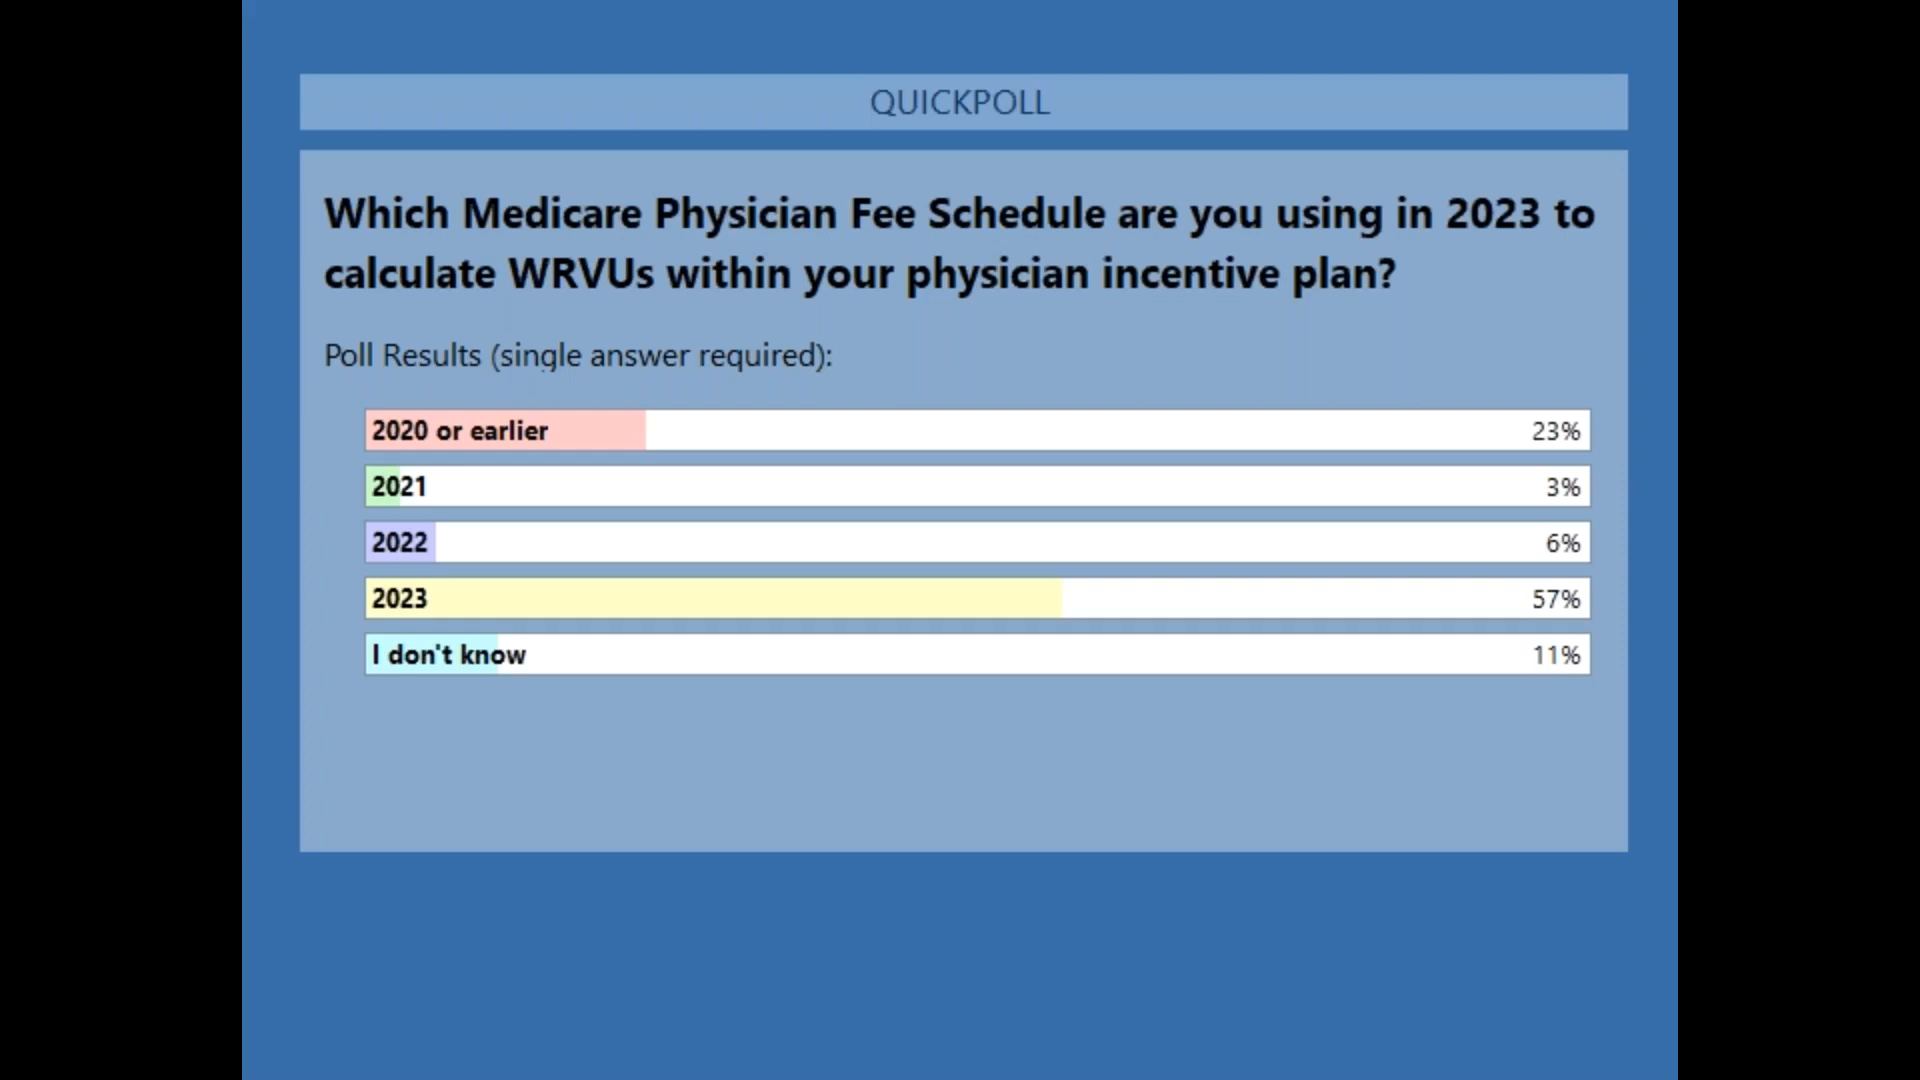 QUICKPOLL
Which Medicare Physician Fee Schedule are you using in 2023 to
calculate WRVUs within your physician incentive plan?
Poll Results (single answer required):
2020 or earlier 23%
2021 3%
2022 6%
2023 57%
I don't know 11%